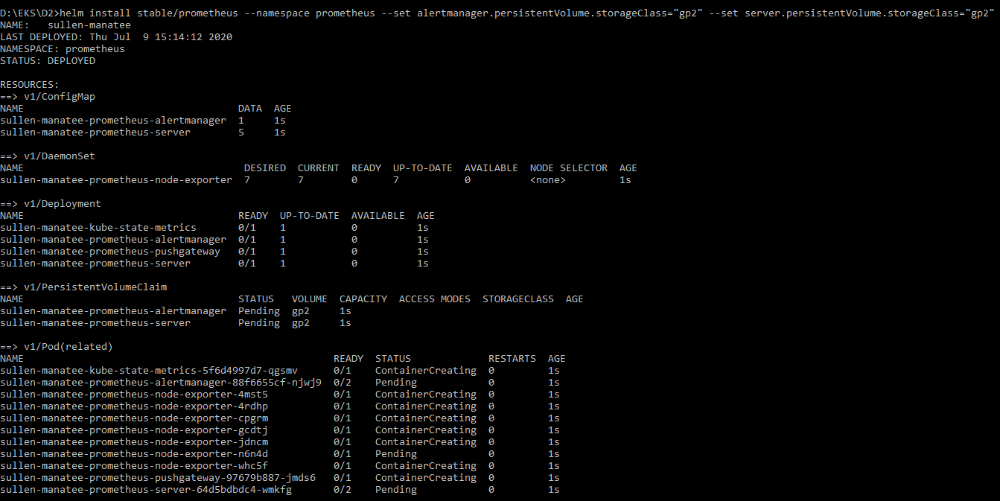 D:\EKS\D2>helm install stable/prometheus --namespace prometheus --set alertmanager.persistentVolume.storageClass="gp2" --set server.persistentVolume.storageClass="gp2"
NAME:   sullen-manatee
LAST DEPLOYED: Thu Jul  9 15:14:12 2020
NAMESPACE: prometheus
STATUS: DEPLOYED

RESOURCES:
==> v1/ConfigMap
NAME                                    DATA  AGE
sullen-manatee-prometheus-alertmanager  1     1s
sullen-manatee-prometheus-server        5     1s

==> v1/DaemonSet
NAME                                     DESIRED  CURRENT  READY  UP-TO-DATE  AVAILABLE  NODE SELECTOR  AGE
sullen-manatee-prometheus-node-exporter  7        7        0      7           0          <none>         1s

==> v1/Deployment
NAME                                    READY  UP-TO-DATE  AVAILABLE  AGE
sullen-manatee-kube-state-metrics       0/1    1           0          1s
sullen-manatee-prometheus-alertmanager  0/1    1           0          1s
sullen-manatee-prometheus-pushgateway   0/1    1           0          1s
sullen-manatee-prometheus-server        0/1    1           0          1s

==> v1/PersistentVolumeClaim
NAME                                    STATUS   VOLUME  CAPACITY  ACCESS MODES  STORAGECLASS  AGE
sullen-manatee-prometheus-alertmanager  Pending  gp2     1s
sullen-manatee-prometheus-server        Pending  gp2     1s

==> v1/Pod(related)
NAME                                                    READY  STATUS             RESTARTS  AGE
sullen-manatee-kube-state-metrics-5f6d4997d7-qgsmv      0/1    ContainerCreating  0         1s
sullen-manatee-prometheus-alertmanager-88f6655cf-njwj9  0/2    Pending            0         1s
sullen-manatee-prometheus-node-exporter-4mst5           0/1    ContainerCreating  0         1s
sullen-manatee-prometheus-node-exporter-4rdhp           0/1    ContainerCreating  0         1s
sullen-manatee-prometheus-node-exporter-cpgrm           0/1    ContainerCreating  0         1s
sullen-manatee-prometheus-node-exporter-gcdtj           0/1    ContainerCreating  0         1s
sullen-manatee-prometheus-node-exporter-jdncm           0/1    ContainerCreating  0         1s
sullen-manatee-prometheus-node-exporter-n6n4d           0/1    Pending            0         1s
sullen-manatee-prometheus-node-exporter-whc5f           0/1    ContainerCreating  0         1s
sullen-manatee-prometheus-pushgateway-97679b887-jmds6   0/1    ContainerCreating  0         1s
sullen-manatee-prometheus-server-64d5bdbdc4-wmkfg       0/2    Pending            0         1s